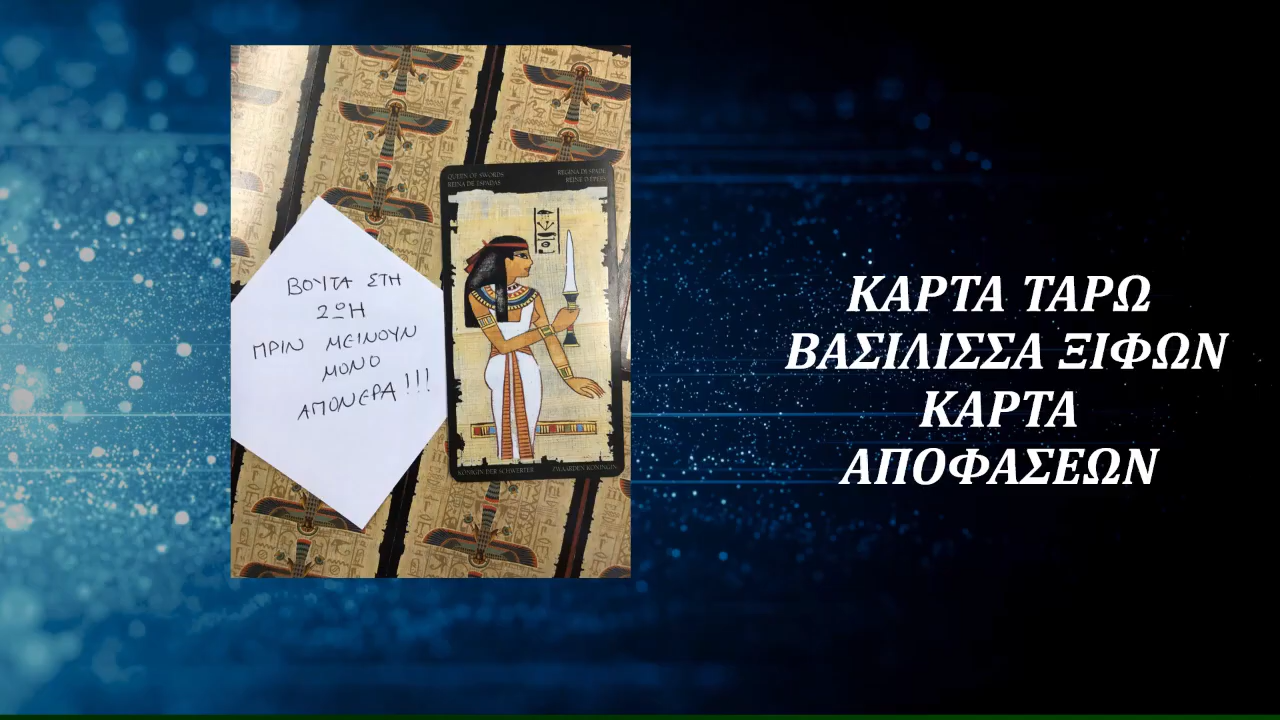 QUEEN OF SWORDS
REINA DE ESPADAS
REGINA DI SPADE
REINE D'EPEES
ΒΟΥΤΑ ΣΤΗ
ΖΩΗ
ΠΡΙΝ ΜΕΙΝΟΥΝ
ΜΟΝΟ
ΑΠΟΝΕΡΑ!!!
KÖNIGIN DER SCHWERTER
ZWAARDEN KONINGIN
ΚΑΡΤΑ ΤΑΡΩ
ΒΑΣΙΛΙΣΣΑ ΞΙΦΩΝ
ΚΑΡΤΑ
ΑΠΟΦΑΣΕΩΝ